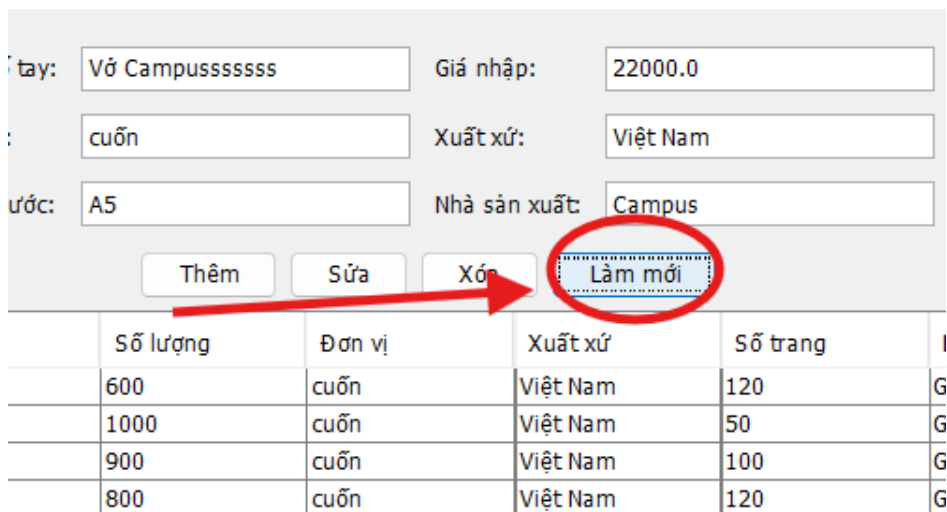 tay: Vở Campusssssss Giá nhập: 22000.0
: cuốn Xuất xứ: Việt Nam
ước: A5 Nhà sản xuất: Campus
Thêm Sửa Xóa Làm mới
Số lượng Đơn vị Xuất xứ Số trang
600 cuốn Việt Nam 120 G
1000 cuốn Việt Nam 50 G
900 cuốn Việt Nam 100 G
800 cuốn Việt Nam 120 G